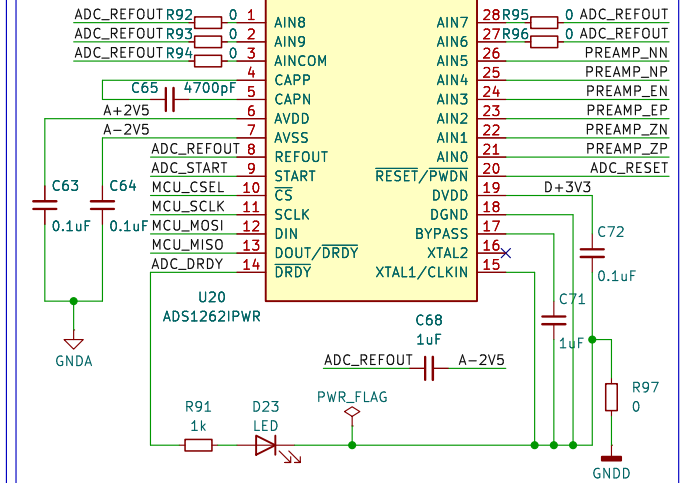 ADC_REFOUT R92 0 1 AIN8 AIN7 28 R95 0 ADC_REFOUT
ADC_REFOUT R93 0 2 AIN9 AIN6 27 R96 0 ADC_REFOUT
ADC_REFOUT R94 0 3 AINCOM AIN5 26 PREAMP_NN
4 CAPP AIN4 25 PREAMP_NP
C65 4700pF 5 CAPN AIN3 24 PREAMP_EN
A+2V5 6 AVDD AIN2 23 PREAMP_EP
A-2V5 7 AVSS AIN1 22 PREAMP_ZN
ADC_REFOUT 8 REFOUT AIN0 21 PREAMP_ZP
ADC_START 9 START RESET/PWDN 20 ADC_RESET
MCU_CSEL 10 CS DVDD 19 D+3V3
MCU_SCLK 11 SCLK DGND 18
MCU_MOSI 12 DIN BYPASS 17
MCU_MISO 13 DOUT/DRDY XTAL2 16
ADC_DRDY 14 DRDY XTAL1/CLKIN 15
C63 C64
0.1uF 0.1uF
C72
0.1uF
U20
ADS1262IPWR
C71
1uF
C68
1uF
GNDA
ADC_REFOUT A-2V5
R97
0
PWR_FLAG
R91 D23
1k LED
GNDD